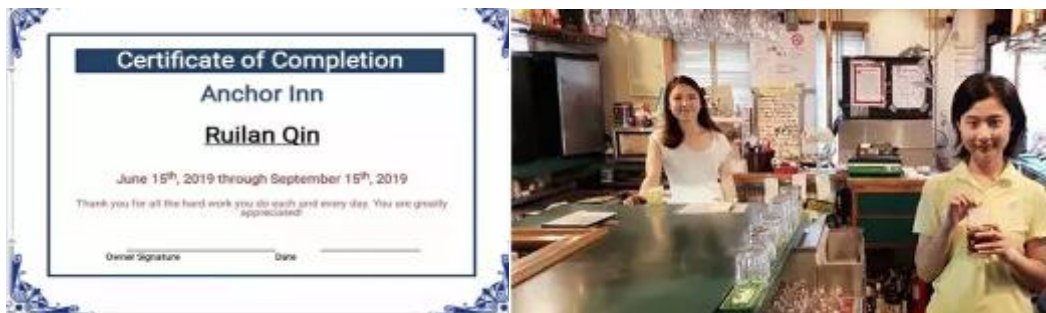 Certificate of Completion
Anchor Inn
Ruilan Qin
June 15th, 2019 through September 15th, 2019
Thank you for all the hard work you do each and every day. You are greatly
appreciated!
Owner Signature Date